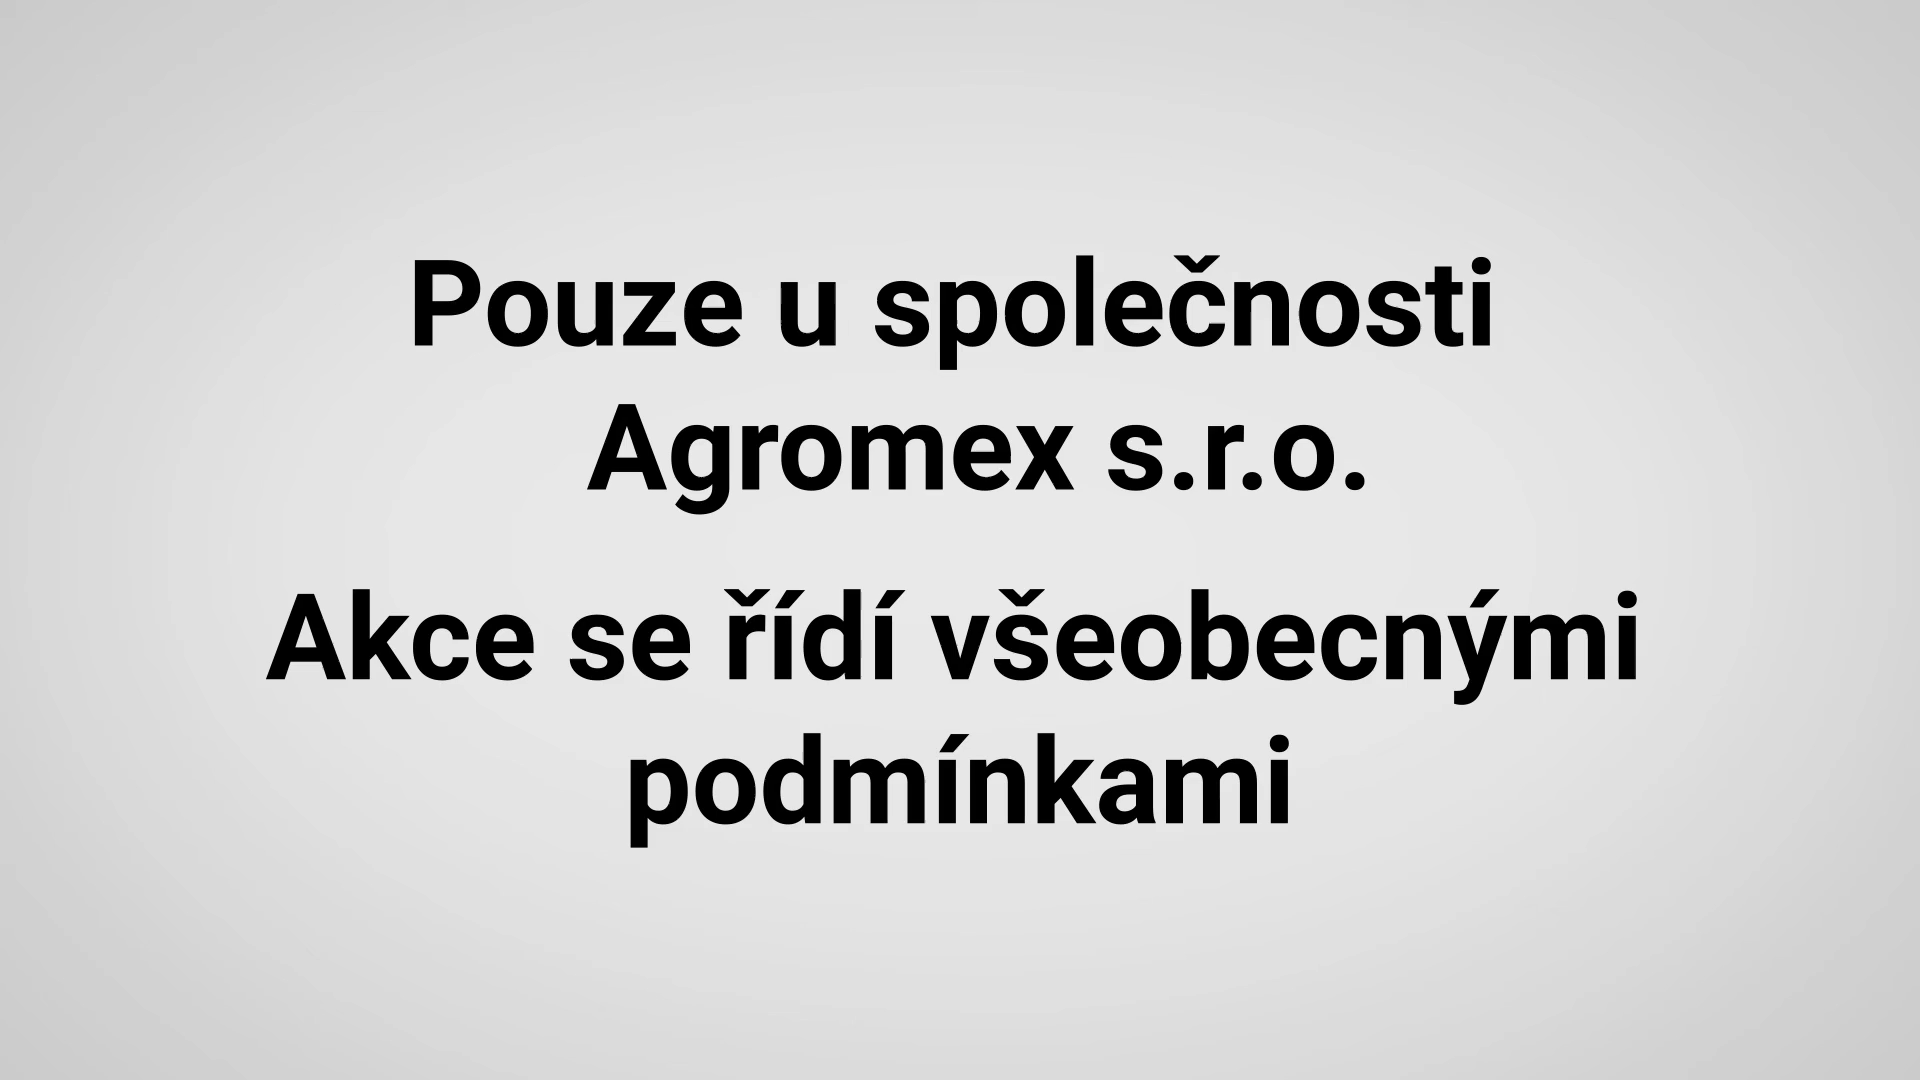 Pouze u společnosti
Agromex s.r.o.
Akce se řídí všeobecnými
podmínkami